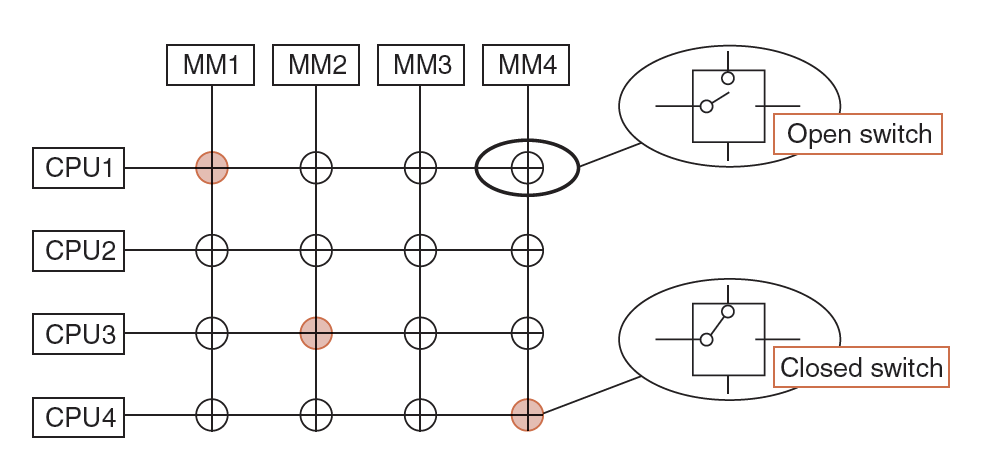 MM1 MM2 MM3 MM4
Open switch
CPU1
CPU2
CPU3
Closed switch
CPU4